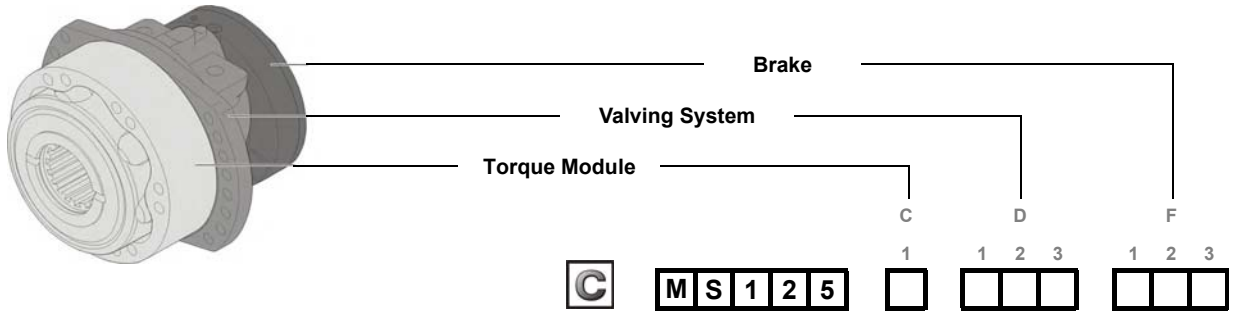 Brake
Valving System
Torque Module
C D F
1 1 2 3 1 2 3
C M S 1 2 5